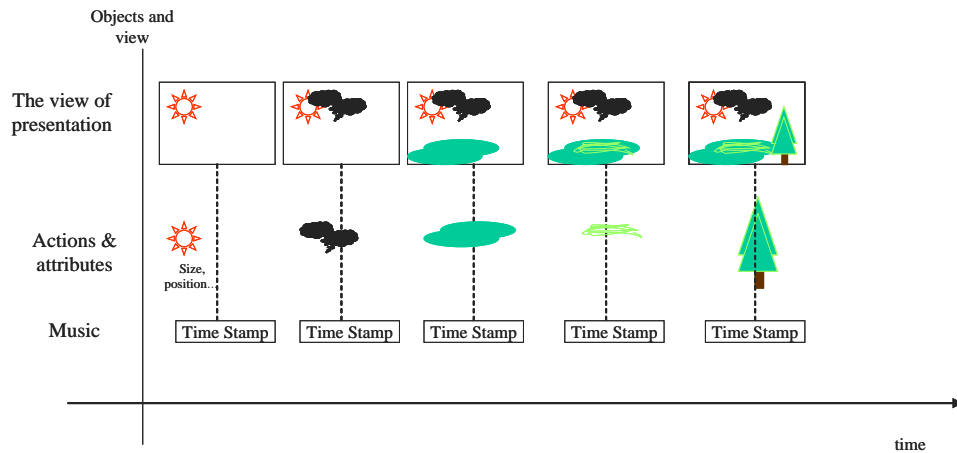 Objects and
view
The view of
presentation
Actions &
attributes
Size,
position...
Music
Time Stamp
Time Stamp
Time Stamp
Time Stamp
Time Stamp
time